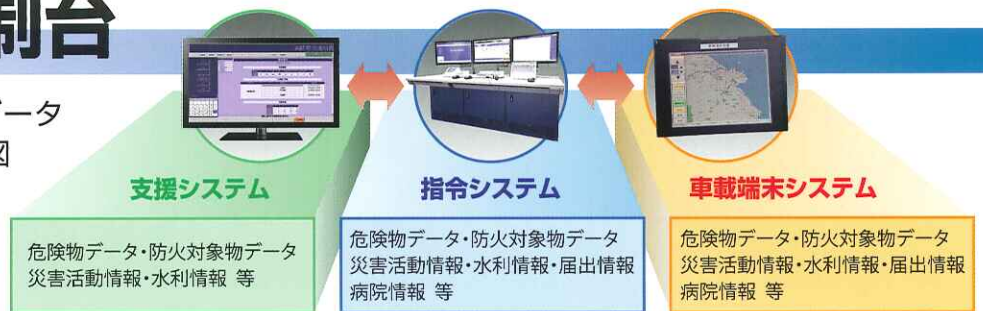 制台
データ
図
支援システム
指令システム
車載端末システム
危険物データ・防火対象物データ
災害活動情報・水利情報 等
危険物データ・防火対象物データ
災害活動情報・水利情報・届出情報
病院情報 等
危険物データ・防火対象物データ
災害活動情報・水利情報・届出情報
病院情報 等